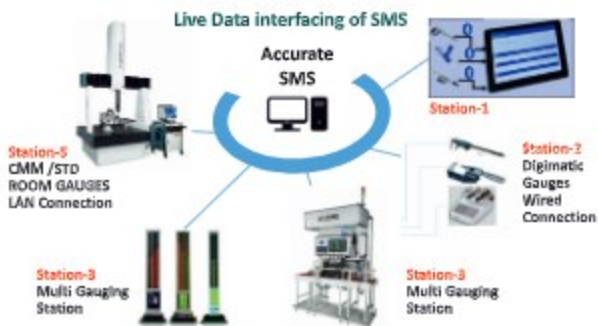 Live Data interfacing of SMS
Accurate
SMS
Station-1
Station-2
Digimatic
Gauges
Wired
Connection
Station-5
CMM /STD
ROOM GAUGES
LAN Connection
Station-3
Multi Gauging
Station
Station-3
Multi Gauging
Station